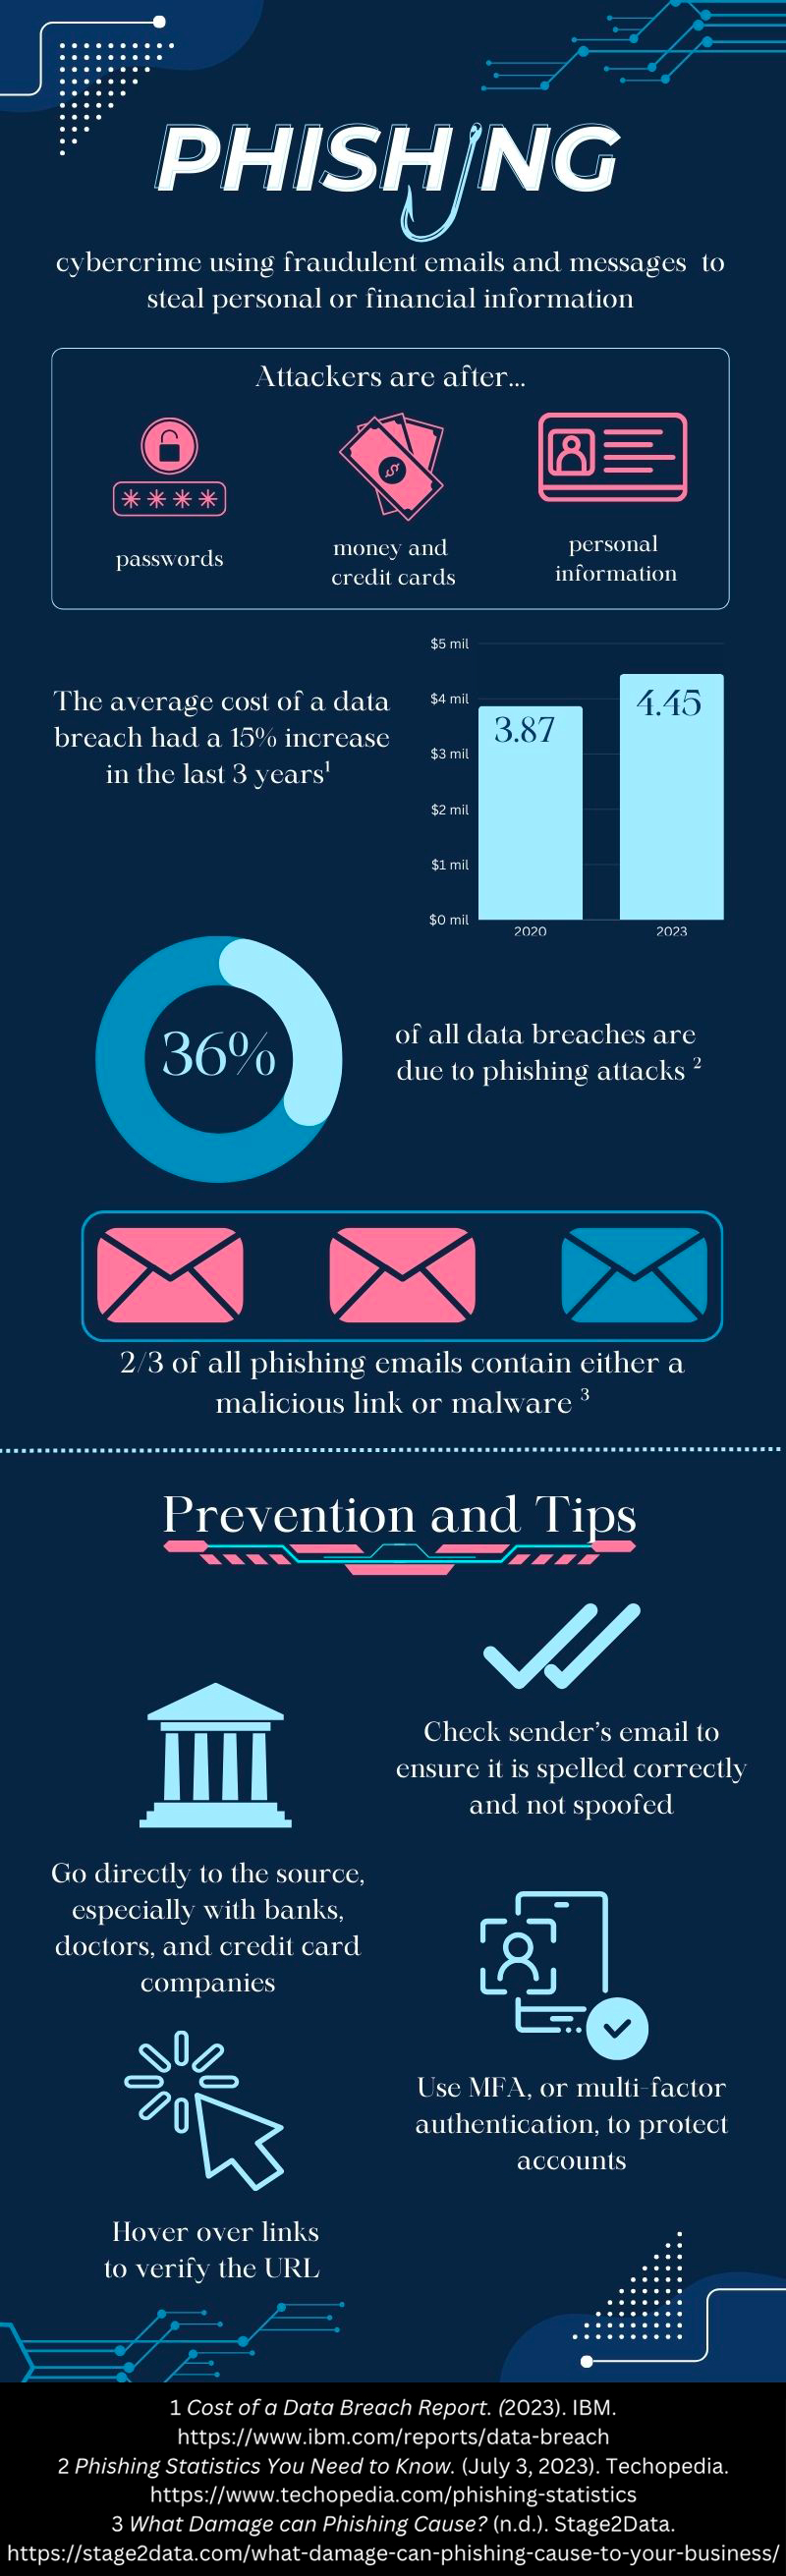 PHISHING
cybercrime using fraudulent emails and messages to
steal personal or financial information
Attackers are after...
****
passwords
$
money and
credit cards
personal
information
The average cost of a data
breach had a 15% increase
in the last 3 years¹
$5 mil
$4 mil
$3 mil
$2 mil
$1 mil
$0 mil
3.87
4.45
2020
2023
36%
of all data breaches are
due to phishing attacks ²
2/3 of all phishing emails contain either a
malicious link or malware ³
Prevention and Tips
Check sender's email to
ensure it is spelled correctly
and not spoofed
Go directly to the source,
especially with banks,
doctors, and credit card
companies
Use MFA, or multi-factor
authentication, to protect
accounts
Hover over links
to verify the URL
1 Cost of a Data Breach Report. (2023). IBM.
https://www.ibm.com/reports/data-breach
2 Phishing Statistics You Need to Know. (July 3, 2023). Techopedia.
https://www.techopedia.com/phishing-statistics
3 What Damage can Phishing Cause? (n.d.). Stage2Data.
https://stage2data.com/what-damage-can-phishing-cause-to-your-business/